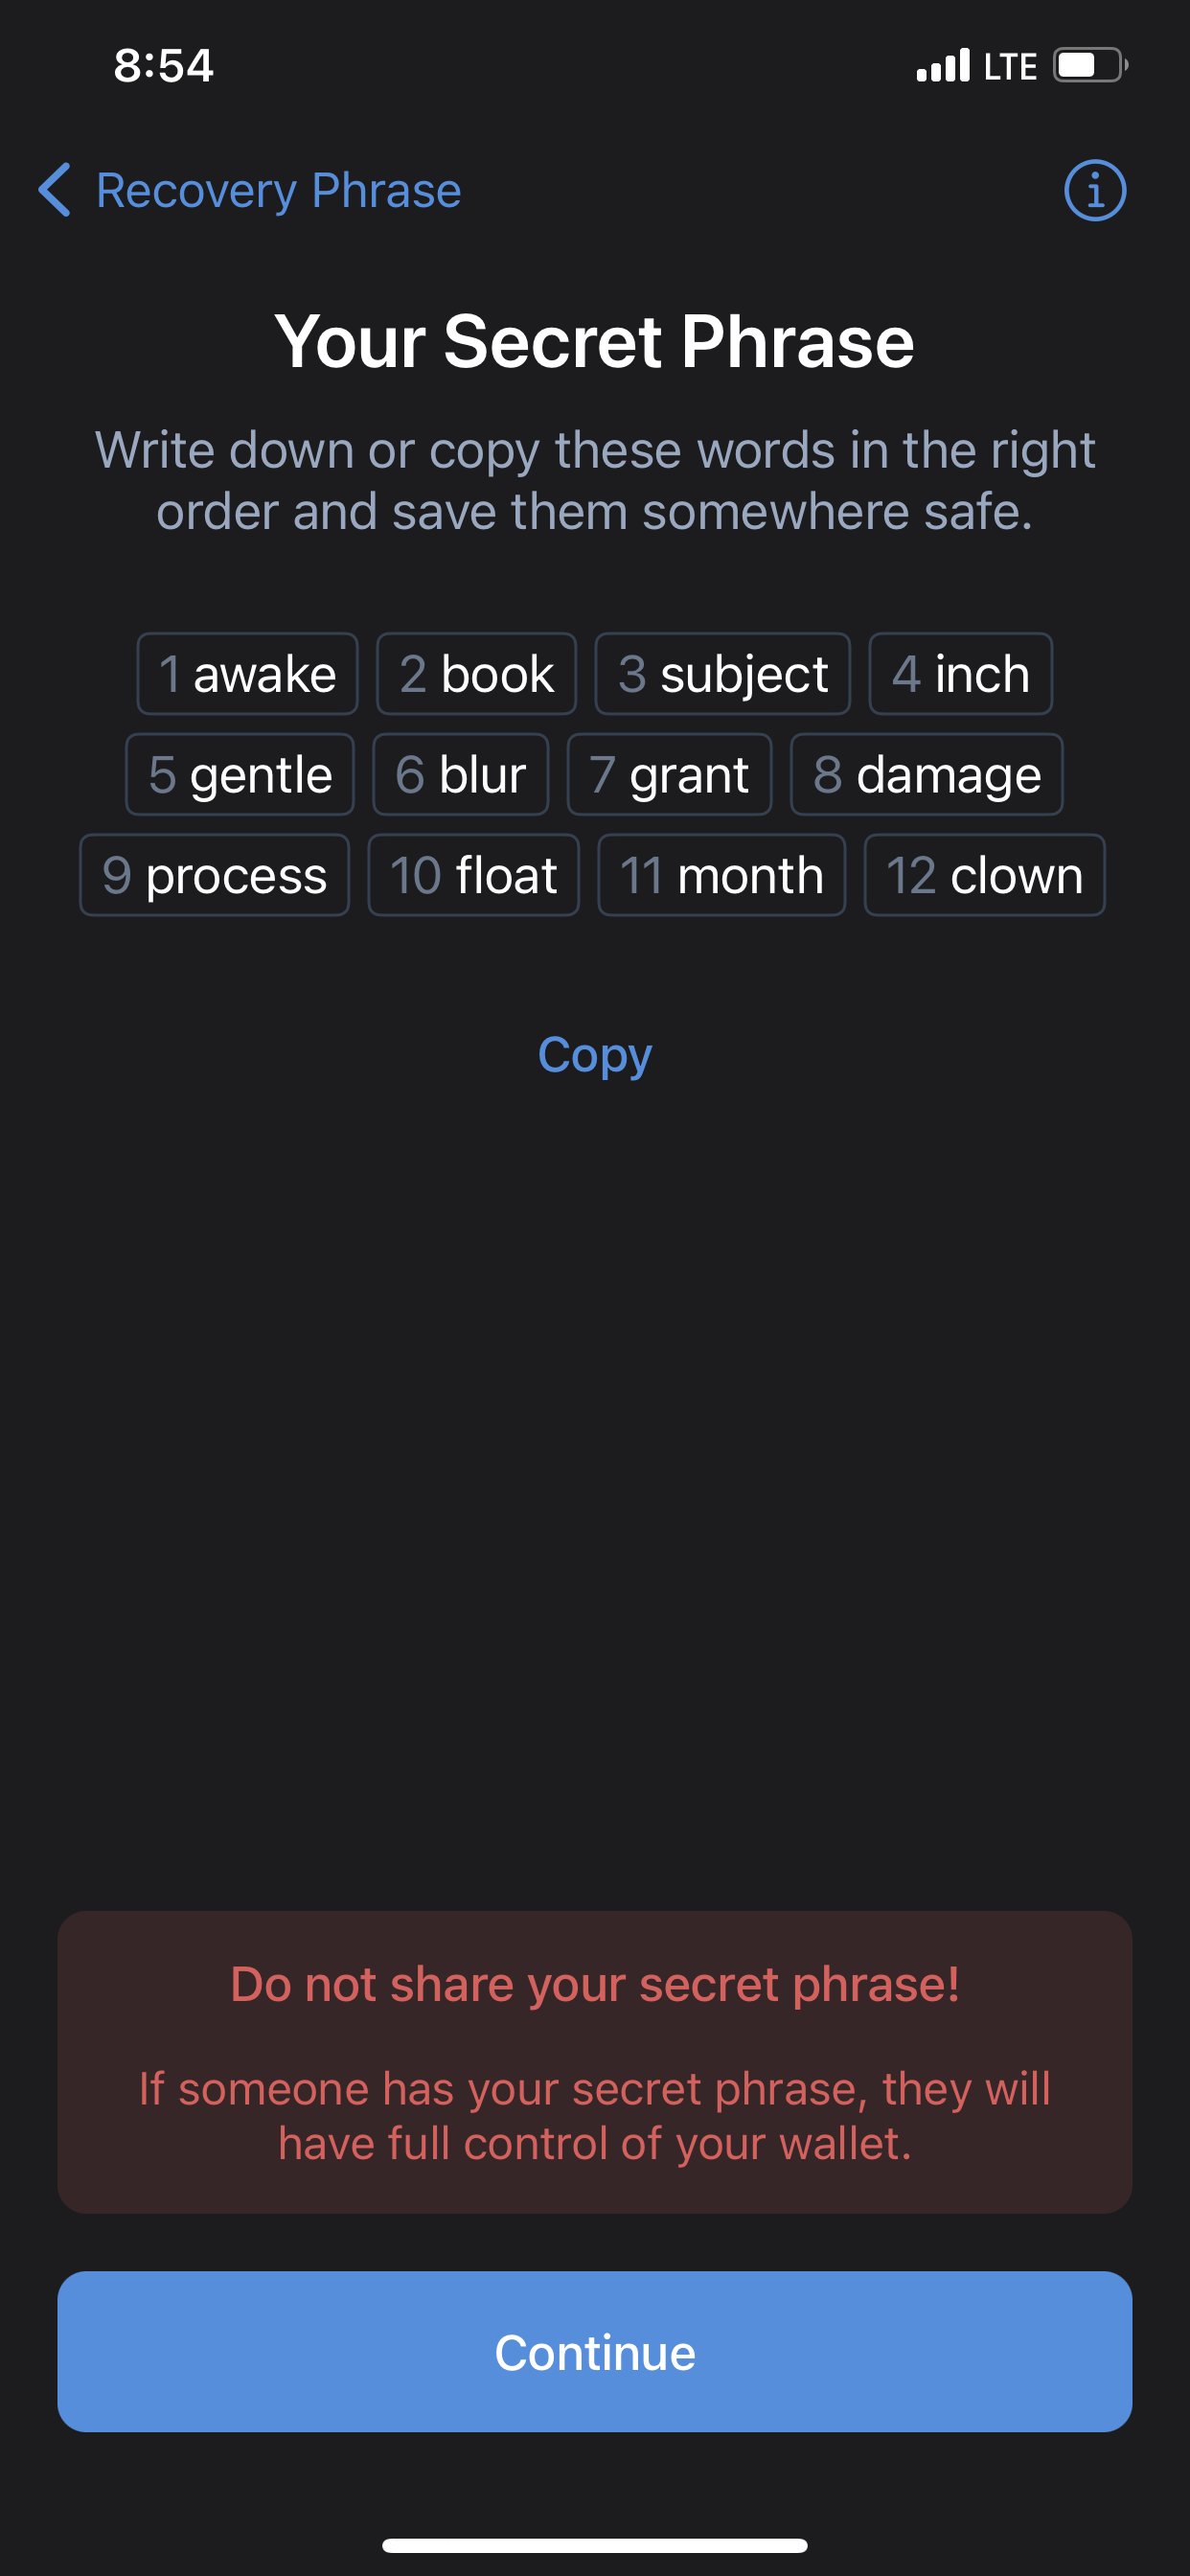 8:54 LTE
Recovery Phrase
Your Secret Phrase
Write down or copy these words in the right
order and save them somewhere safe.
1 awake 2 book 3 subject 4 inch
5 gentle 6 blur 7 grant 8 damage
9 process 10 float 11 month 12 clown
Copy
Do not share your secret phrase!
If someone has your secret phrase, they will
have full control of your wallet.
Continue